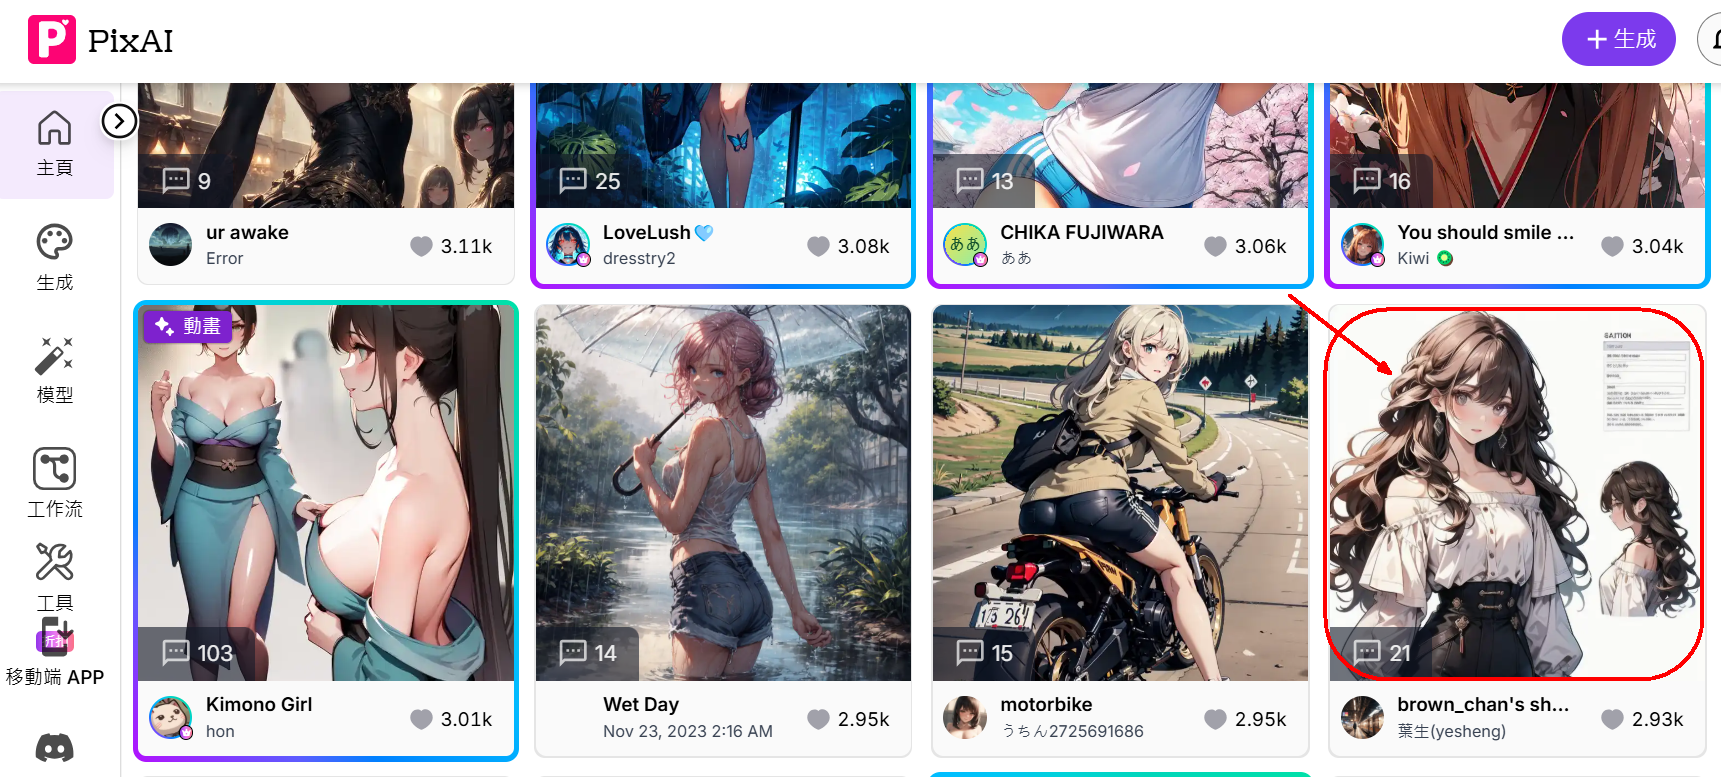 PixAI
生成
主頁
9
25
13
16
ur awake
Error
3.11k
LoveLush🩵
dresstry2
3.08k
ああ
CHIKA FUJIWARA
ああ
3.06k
You should smile ...
Kiwi 🥝
3.04k
生成
模型
工作流
工具
折扣
移動端 APP
動畫
103
14
15
21
Kimono Girl
hon
3.01k
Wet Day
Nov 23, 2023 2:16 AM
2.95k
motorbike
うちん2725691686
2.95k
brown_chan's sh...
葉生(yesheng)
2.93k